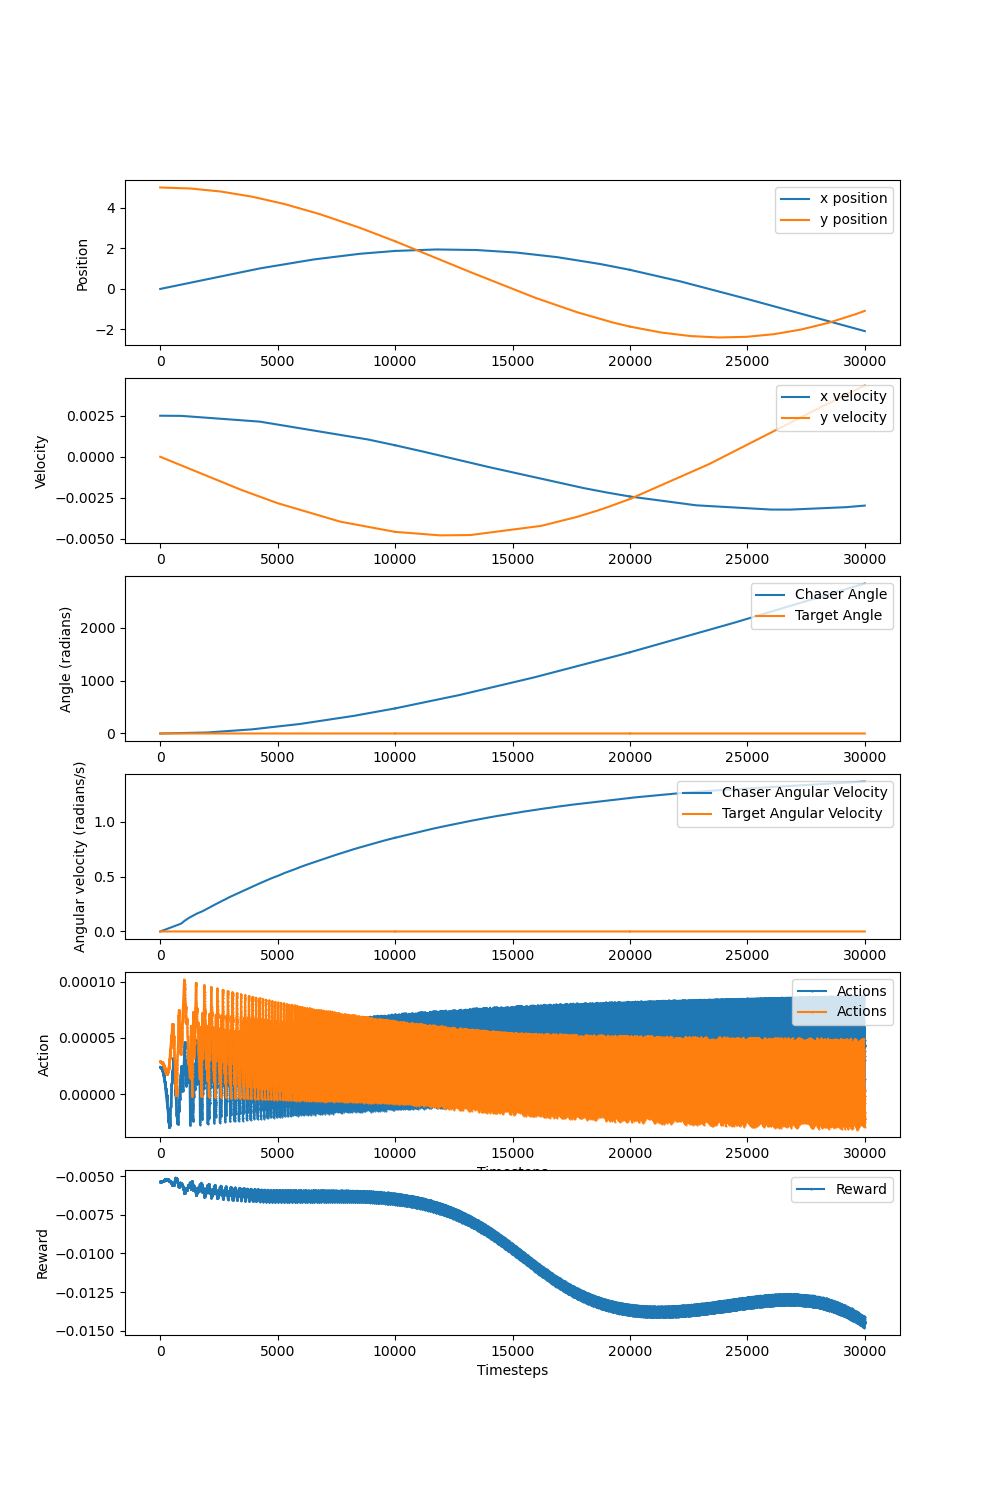 Position
4
2
0
−2
x position
y position
0 5000 10000 15000 20000 25000 30000
Velocity
0.0025
0.0000
−0.0025
−0.0050
x velocity
y velocity
0 5000 10000 15000 20000 25000 30000
Angle (radians)
2000
1000
0
Chaser Angle
Target Angle
0 5000 10000 15000 20000 25000 30000
Angular velocity (radians/s)
1.0
0.5
0.0
Chaser Angular Velocity
Target Angular Velocity
0 5000 10000 15000 20000 25000 30000
Action
0.00010
0.00005
0.00000
Actions
Actions
0 5000 10000 15000 20000 25000 30000
Timesteps
Reward
−0.0050
−0.0075
−0.0100
−0.0125
−0.0150
Reward
0 5000 10000 15000 20000 25000 30000
Timesteps